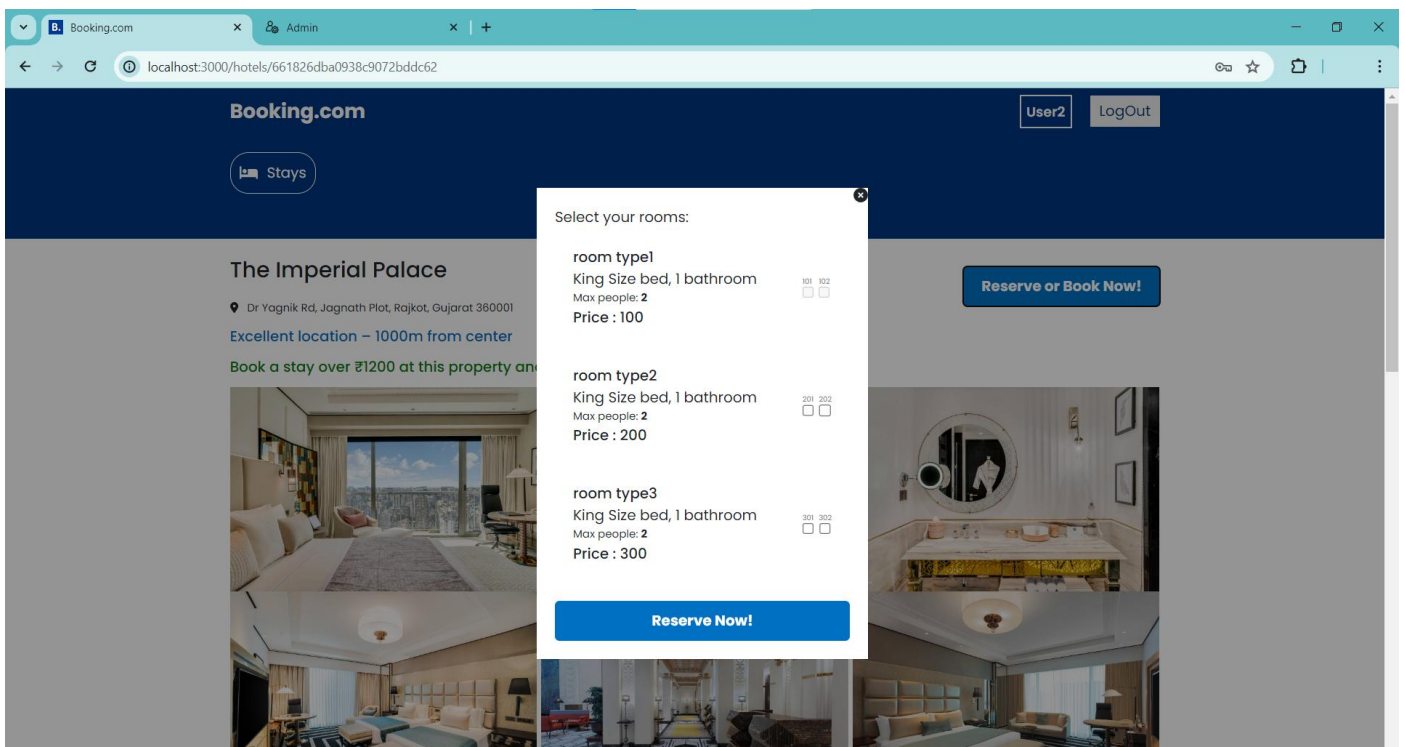 B. Booking.com
Admin
localhost:3000/hotels/661826dba0938c9072bddc62
Booking.com
User2
LogOut
Stays
The Imperial Palace
Dr Yagnik Rd, Jagnath Plot, Rajkot, Gujarat 360001
Excellent location – 1000m from center
Book a stay over ₹1200 at this property an
Reserve or Book Now!
Select your rooms:
room type1
King Size bed, 1 bathroom
Max people: 2
Price : 100
101 102
room type2
King Size bed, 1 bathroom
Max people: 2
Price : 200
201 202
room type3
King Size bed, 1 bathroom
Max people: 2
Price : 300
301 302
Reserve Now!